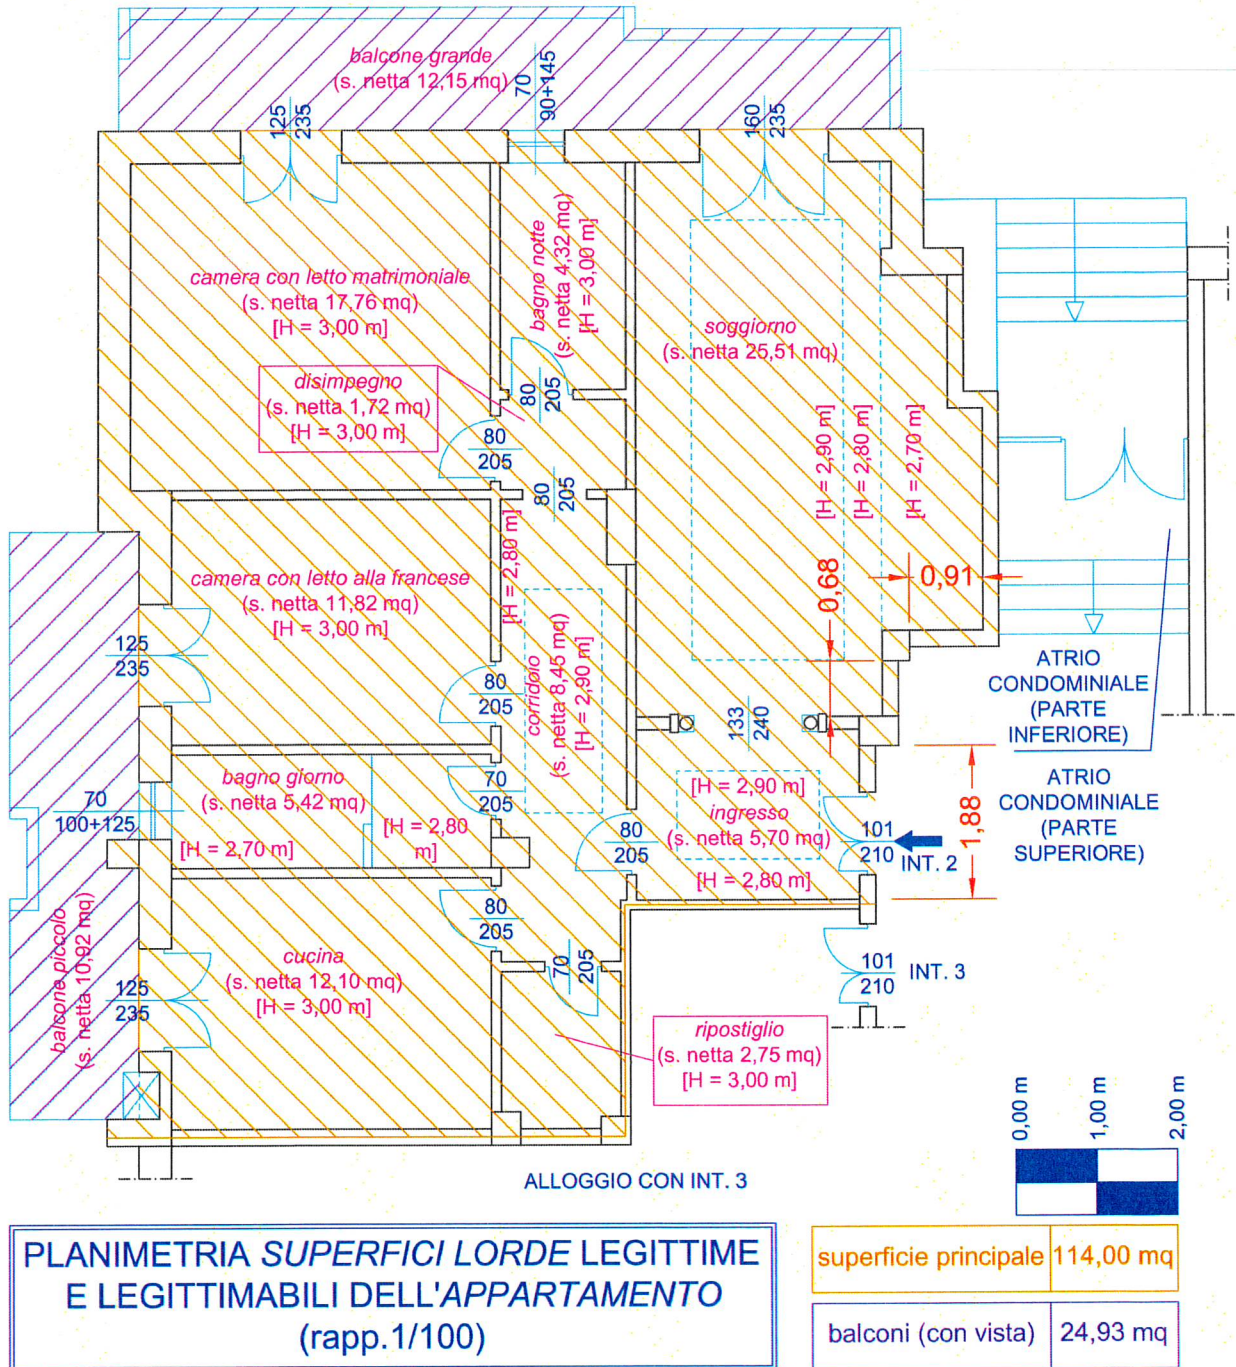 balcone grande
(s. netta 12,15 mq)
70
90+145
125
235
160
235
camera con letto matrimoniale
(s. netta 17,76 mq)
[H = 3,00 m]
bagno notte
(s. netta 4,32 mq)
[H = 3,00 m]
soggiorno
(s. netta 25,51 mq)
disimpegno
(s. netta 1,72 mq)
[H = 3,00 m]
80
205
80
205
80
205
[H = 2,90 m]
[H = 2,80 m]
[H = 2,70 m]
[H = 2,80 m]
camera con letto alla francese
(s. netta 11,82 mq)
[H = 3,00 m]
0,68
0,91
125
235
80
205
corridoio
(s. netta 8,45 mq)
[H = 2,90 m]
133
240
ATRIO
CONDOMINIALE
(PARTE
INFERIORE)
bagno giorno
(s. netta 5,42 mq)
[H = 2,70 m]
[H = 2,80
m]
70
205
70
100+125
[H = 2,90 m]
ingresso
(s. netta 5,70 mq)
[H = 2,80 m]
80
205
101
210
INT. 2
1,88
ATRIO
CONDOMINIALE
(PARTE
SUPERIORE)
balcone piccolo
(s. netta 10,92 mq)
80
205
cucina
(s. netta 12,10 mq)
[H = 3,00 m]
125
235
70
205
101
210
INT. 3
ripostiglio
(s. netta 2,75 mq)
[H = 3,00 m]
0,00 m
1,00 m
2,00 m
ALLOGGIO CON INT. 3
PLANIMETRIA SUPERFICI LORDE LEGITTIME
E LEGITTIMABILI DELL'APPARTAMENTO
(rapp.1/100)
superficie principale 114,00 mq
balconi (con vista) 24,93 mq